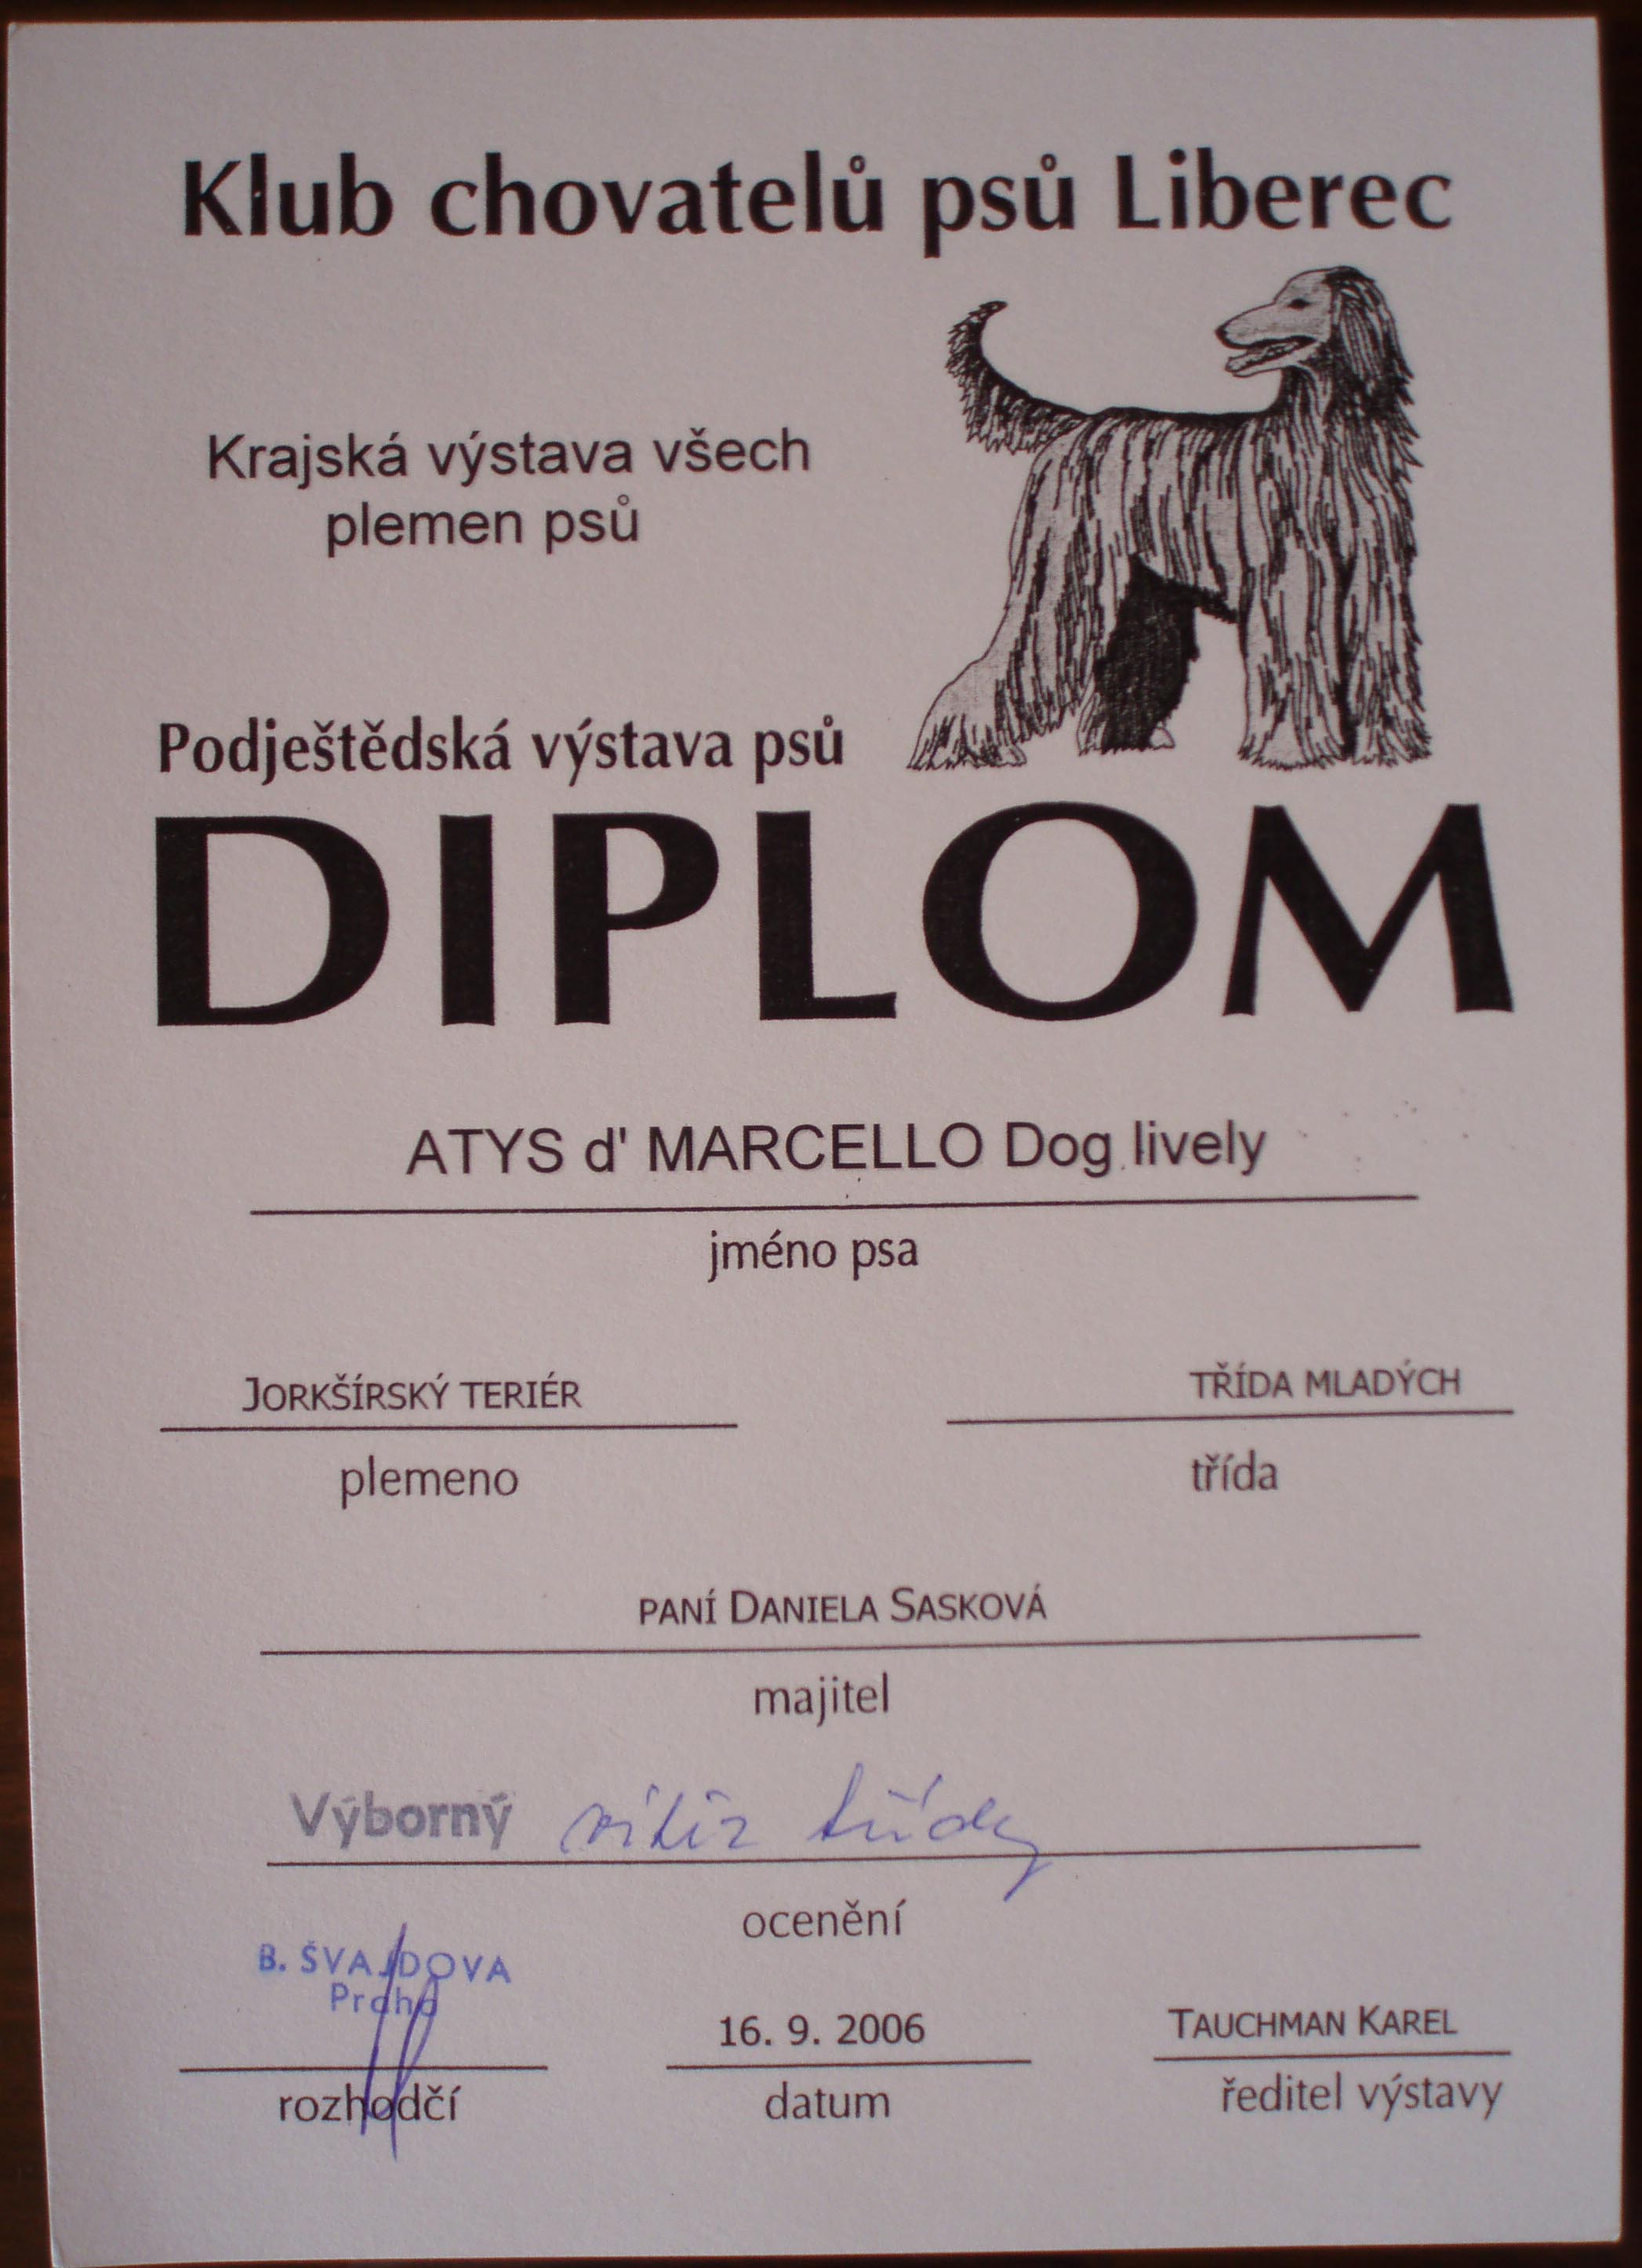 Klub chovatelů psů Liberec
Krajská výstava všech
plemen psů
Podještědská výstava psů
DIPLOM
ATYS d' MARCELLO Dog lively
jméno psa
JORKŠÍRSKÝ TERIÉR
TŘÍDA MLADÝCH
plemeno
třída
PANÍ DANIELA SASKOVÁ
majitel
Výborný vítěz třídy
ocenění
B. ŠVAJDOVA
Praha
16. 9. 2006
TAUCHMAN KAREL
rozhodčí
datum
ředitel výstavy